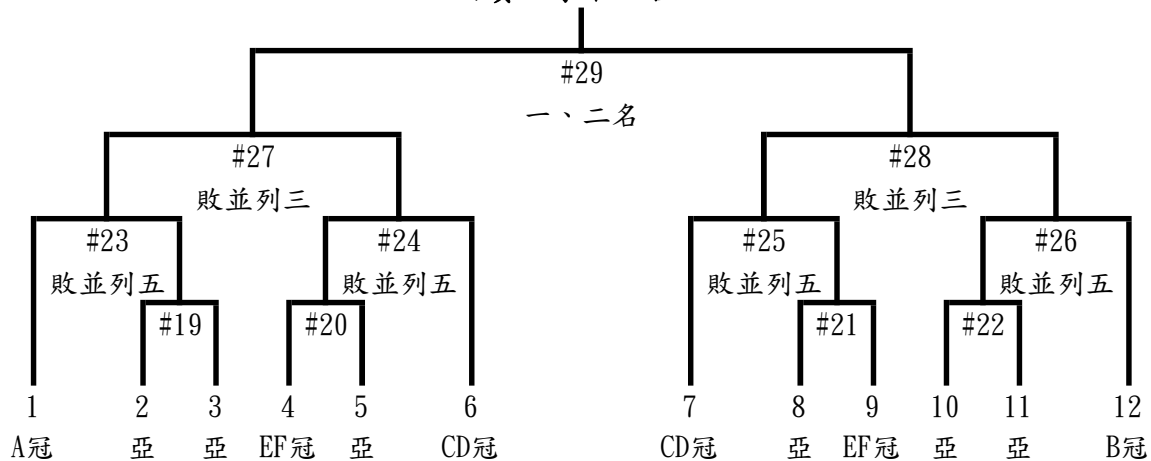 #29
一、二名
#27 #28
敗並列三 敗並列三
#23 #24 #25 #26
敗並列五 敗並列五 敗並列五 敗並列五
#19 #20 #21 #22
1 2 3 4 5 6 7 8 9 10 11 12
A冠 亞 亞 EF冠 亞 CD冠 CD冠 亞 EF冠 亞 亞 B冠